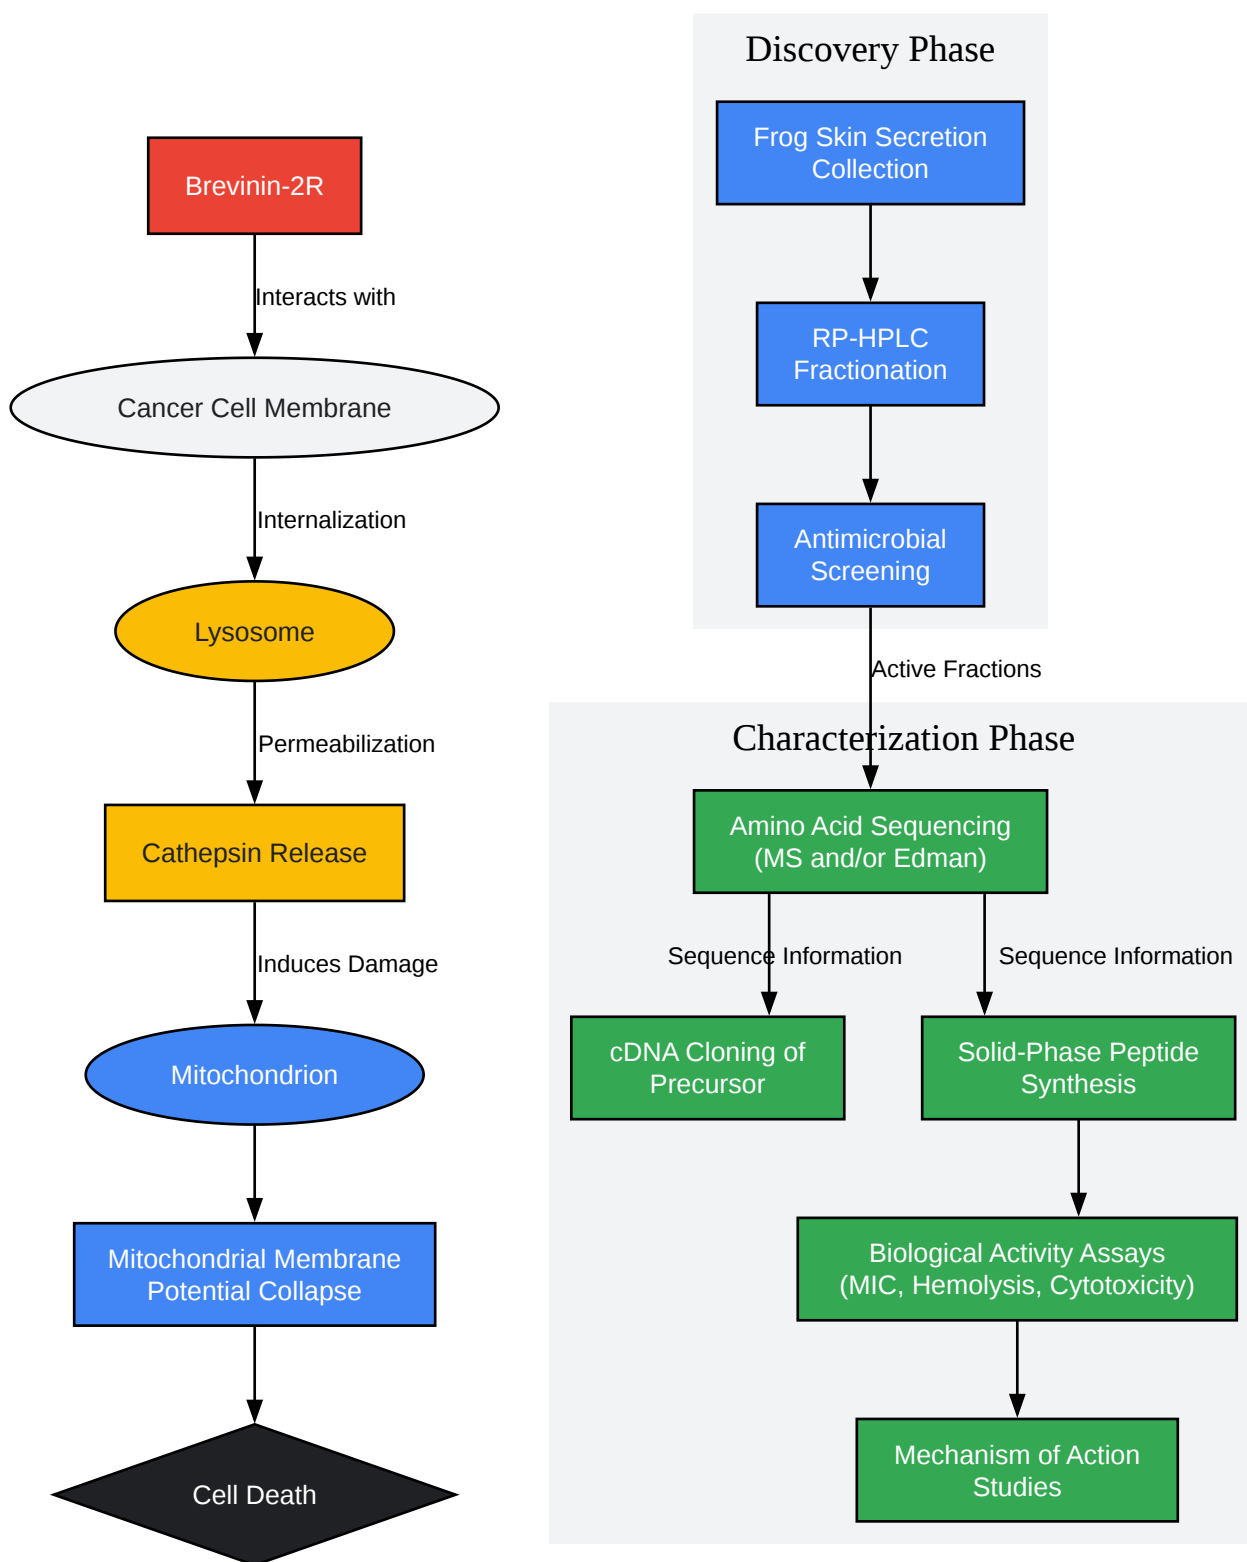 Brevinin-2R
Interacts with
Cancer Cell Membrane
Internalization
Lysosome
Permeabilization
Cathepsin Release
Induces Damage
Mitochondrion
Mitochondrial Membrane
Potential Collapse
Cell Death
Discovery Phase
Frog Skin Secretion
Collection
RP-HPLC
Fractionation
Antimicrobial
Screening
Active Fractions
Characterization Phase
Amino Acid Sequencing
(MS and/or Edman)
Sequence Information
Sequence Information
cDNA Cloning of
Precursor
Solid-Phase Peptide
Synthesis
Biological Activity Assays
(MIC, Hemolysis, Cytotoxicity)
Mechanism of Action
Studies